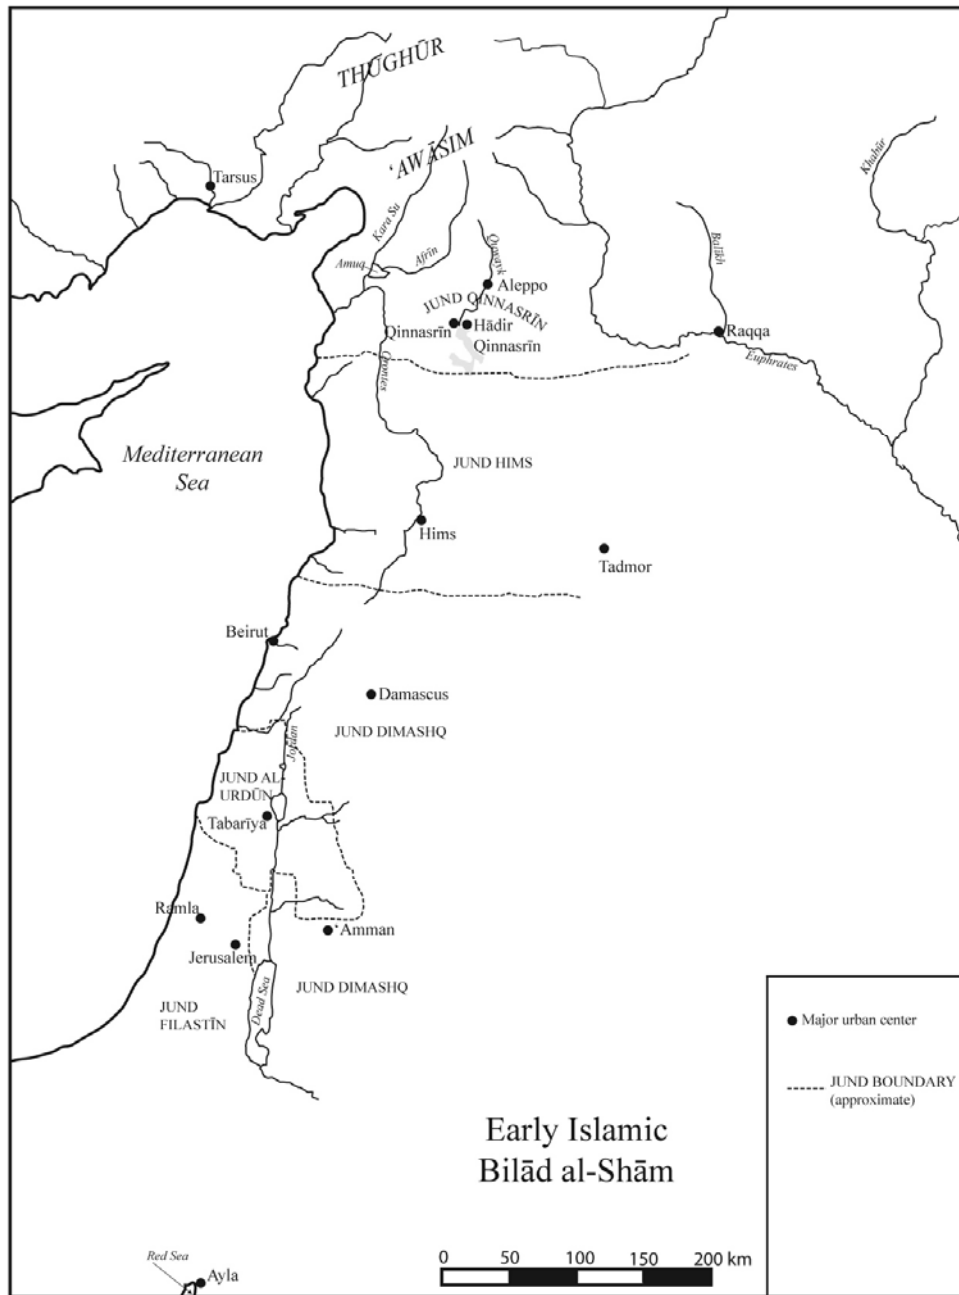 THŪGHŪR
ʻAWĀSIM
Tarsus
Kara Su
Amuq
Afrīn
Quwayk
Balīkh
Khabūr
Aleppo
JUND QINNASRĪN
Qinnasrīn
Hādir
Qinnasrīn
Raqqa
Euphrates
Orontes
Mediterranean
Sea
JUND HIMS
Hims
Tadmor
Beirut
Damascus
JUND DIMASHQ
Jordan
JUND AL-
URDŪN
Tabarīya
Ramla
ʻAmman
Jerusalem
JUND DIMASHQ
Dead Sea
JUND
FILASTĪN
Major urban center
JUND BOUNDARY
(approximate)
Early Islamic
Bilād al-Shām
0 50 100 150 200 km
Red Sea
Ayla